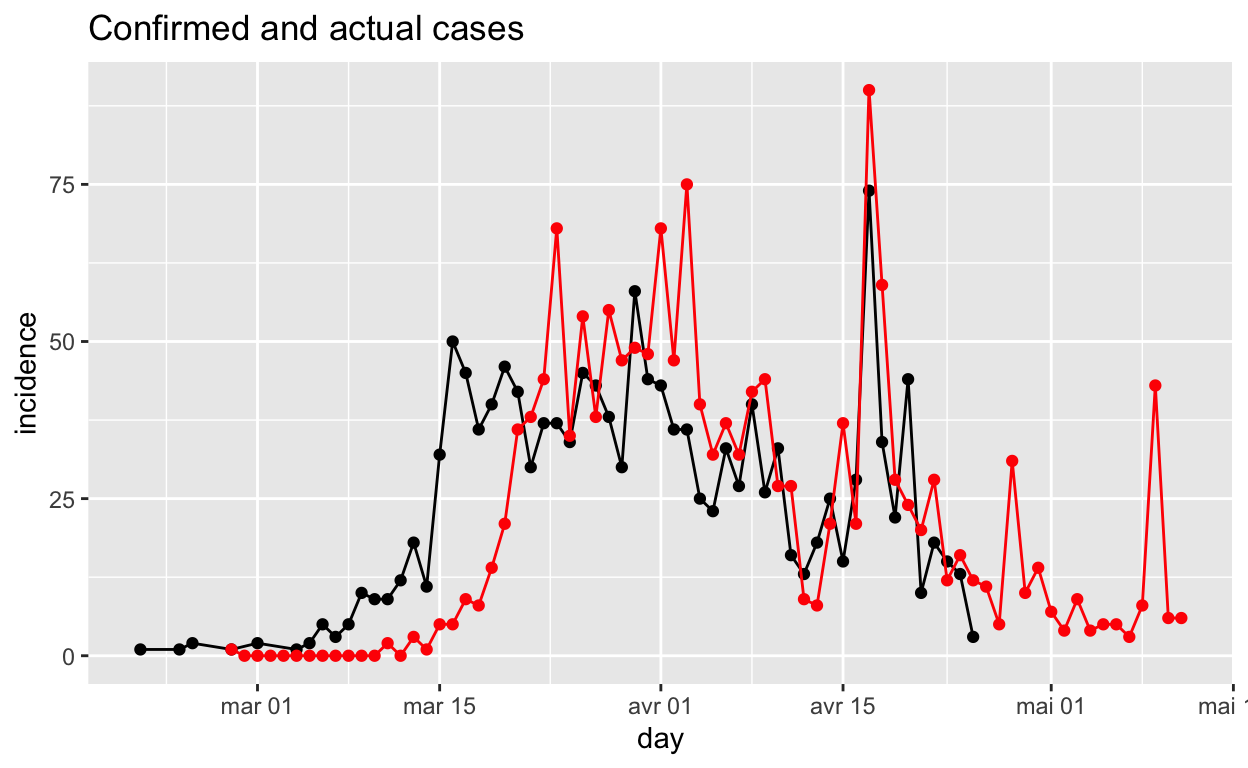 Confirmed and actual cases
incidence
75
50
25
0
mar 01
mar 15
avr 01
avr 15
mai 01
mai
day